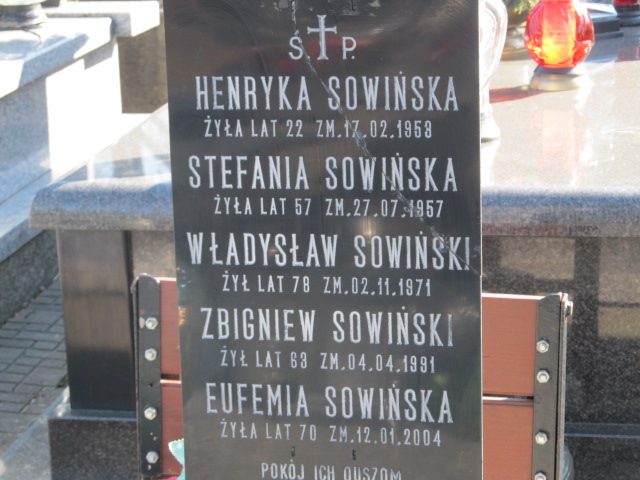 Ś P.
HENRYKA SOWIŃSKA
ŻYŁA LAT 22 ZM.17.02.1953
STEFANIA SOWIŃSKA
ŻYŁA LAT 57 ZM.27.07.1957
WŁADYSŁAW SOWIŃSKI
ŻYŁ LAT 78 ZM.02.11.1971
ZBIGNIEW SOWIŃSKI
ŻYŁ LAT 63 ZM.04.04.1991
EUFEMIA SOWIŃSKA
ŻYŁA LAT 70 ZM.12.01.2004
POKÓJ ICH DUSZOM